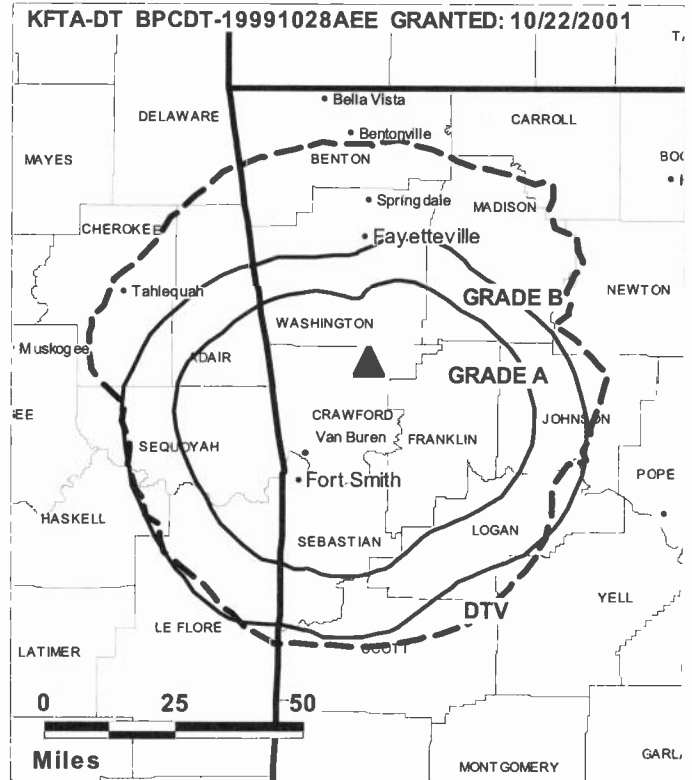 KFTA-DT BPCDT-19991028AEE GRANTED: 10/22/2001
Bella Vista
DELAWARE
CARROLL
Bentonville
MAYES
BENTON
BOO
Springdale
MADISON
CHEROKEE
Fayetteville
Tahlequah
GRADE B
NEWTON
WASHINGTON
Muskogee
ADAIR
GRADE A
CRAWFORD
JOHNSON
Van Buren
FRANKLIN
SEQUOYAH
Fort Smith
POPE
HASKELL
LOGAN
SEBASTIAN
YELL
DTV
LE FLORE
SCOTT
LATIMER
0 25 50
Miles
MONTGOMERY
GARL